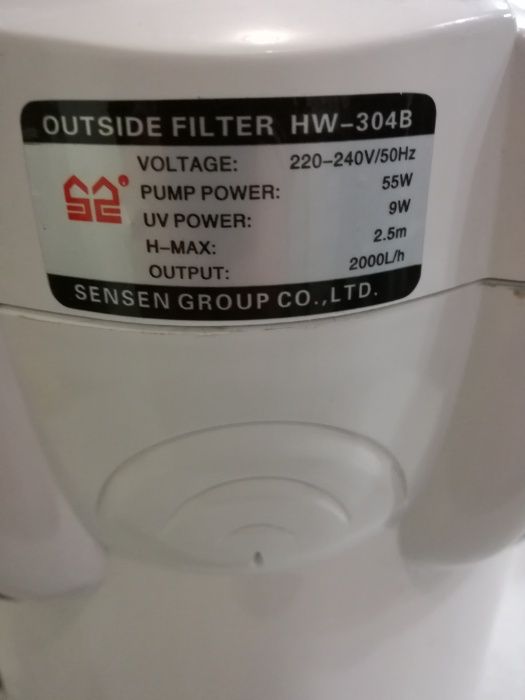 OUTSIDE FILTER HW-304B
VOLTAGE: 220-240V/50Hz
PUMP POWER: 55W
UV POWER: 9W
H-MAX: 2.5m
OUTPUT: 2000L/h
SENSEN GROUP CO.,LTD.